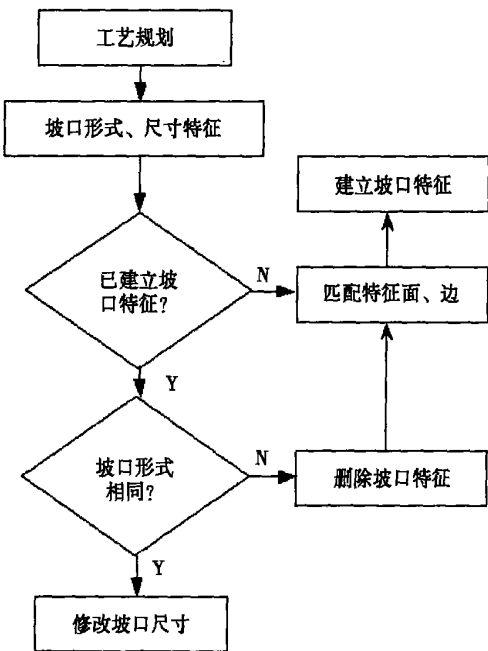 工艺规划
坡口形式、尺寸特征
建立坡口特征
已建立坡
口特征?
N
匹配特征面、边
Y
坡口形式
相同?
N
删除坡口特征
Y
修改坡口尺寸